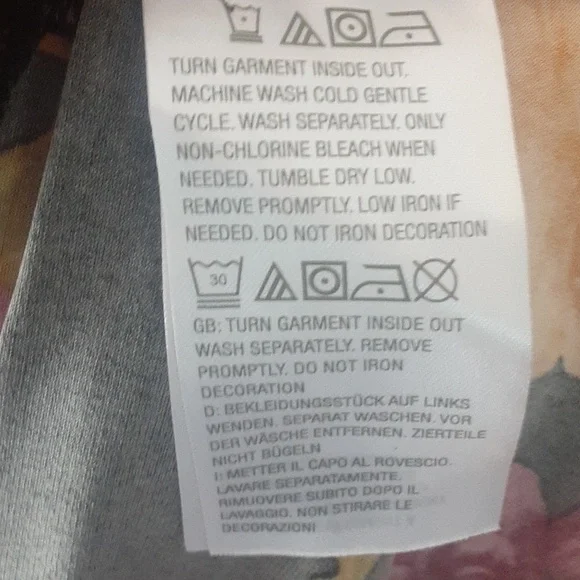 TURN GARMENT INSIDE OUT.
MACHINE WASH COLD GENTLE
CYCLE. WASH SEPARATELY. ONLY
NON-CHLORINE BLEACH WHEN
NEEDED. TUMBLE DRY LOW.
REMOVE PROMPTLY. LOW IRON IF
NEEDED. DO NOT IRON DECORATION
30
GB: TURN GARMENT INSIDE OUT
WASH SEPARATELY. REMOVE
PROMPTLY. DO NOT IRON
DECORATION
D: BEKLEIDUNGSSTÜCK AUF LINKS
WENDEN. SEPARAT WASCHEN. VOR
DER WÄSCHE ENTFERNEN. ZIERTEILE
NICHT BÜGELN
I: METTER IL CAPO AL ROVESCIO.
LAVARE SEPARATAMENTE.
RIMUOVERE SUBITO DOPO IL
LAVAGGIO. NON STIRARE LE
DECORAZIONI